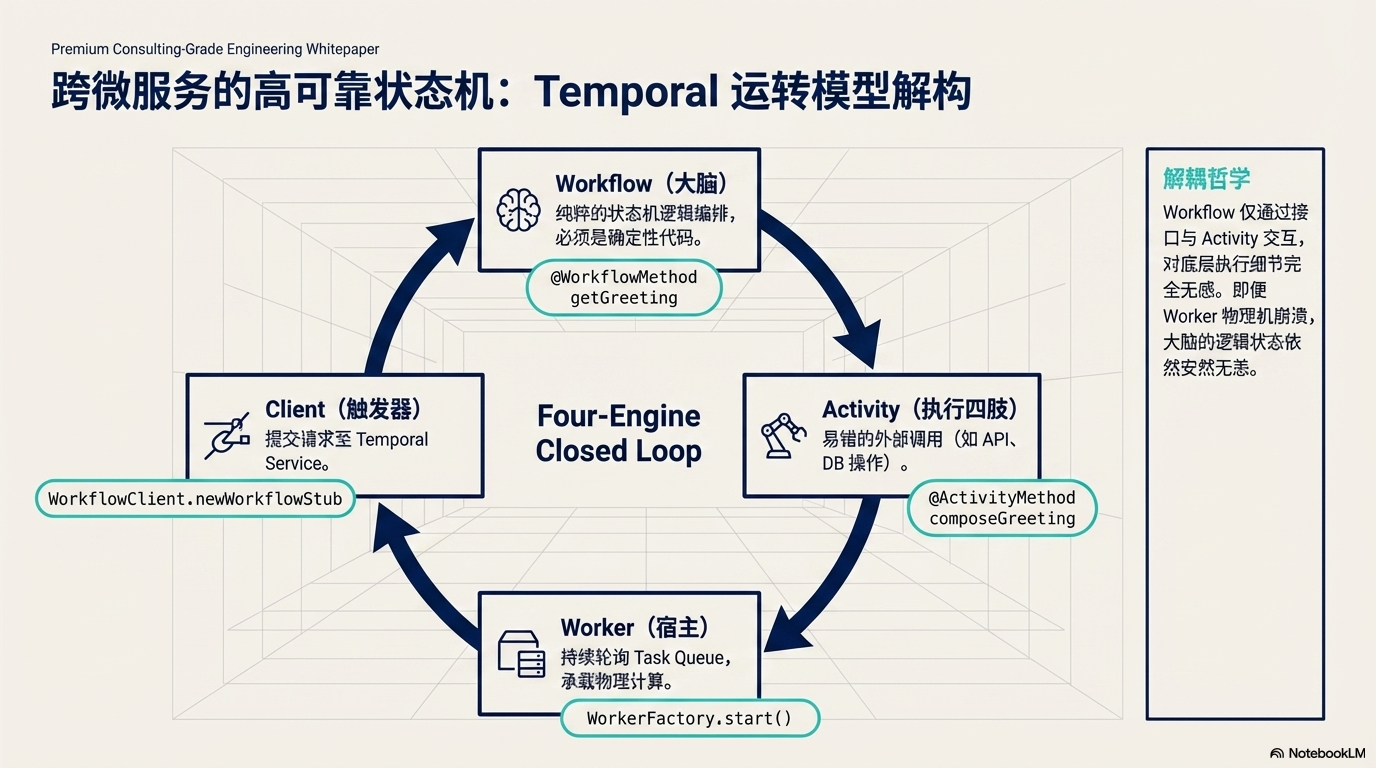 Premium Consulting-Grade Engineering Whitepaper
跨微服务的高可靠状态机：Temporal 运转模型解构
Workflow（大脑）
纯粹的状态机逻辑编排，
必须是确定性代码。
@WorkflowMethod
getGreeting
Client（触发器）
提交请求至 Temporal
Service。
WorkflowClient.newWorkflowStub
Four-Engine
Closed Loop
Activity（执行四肢）
易错的外部调用（如 API、
DB 操作）。
@ActivityMethod
composeGreeting
Worker（宿主）
持续轮询 Task Queue，
承载物理计算。
WorkerFactory.start()
解耦哲学
Workflow 仅通过接
口与 Activity 交互，
对底层执行细节完
全无感。即便
Worker 物理机崩溃，
大脑的逻辑状态依
然安然无恙。
NotebookLM